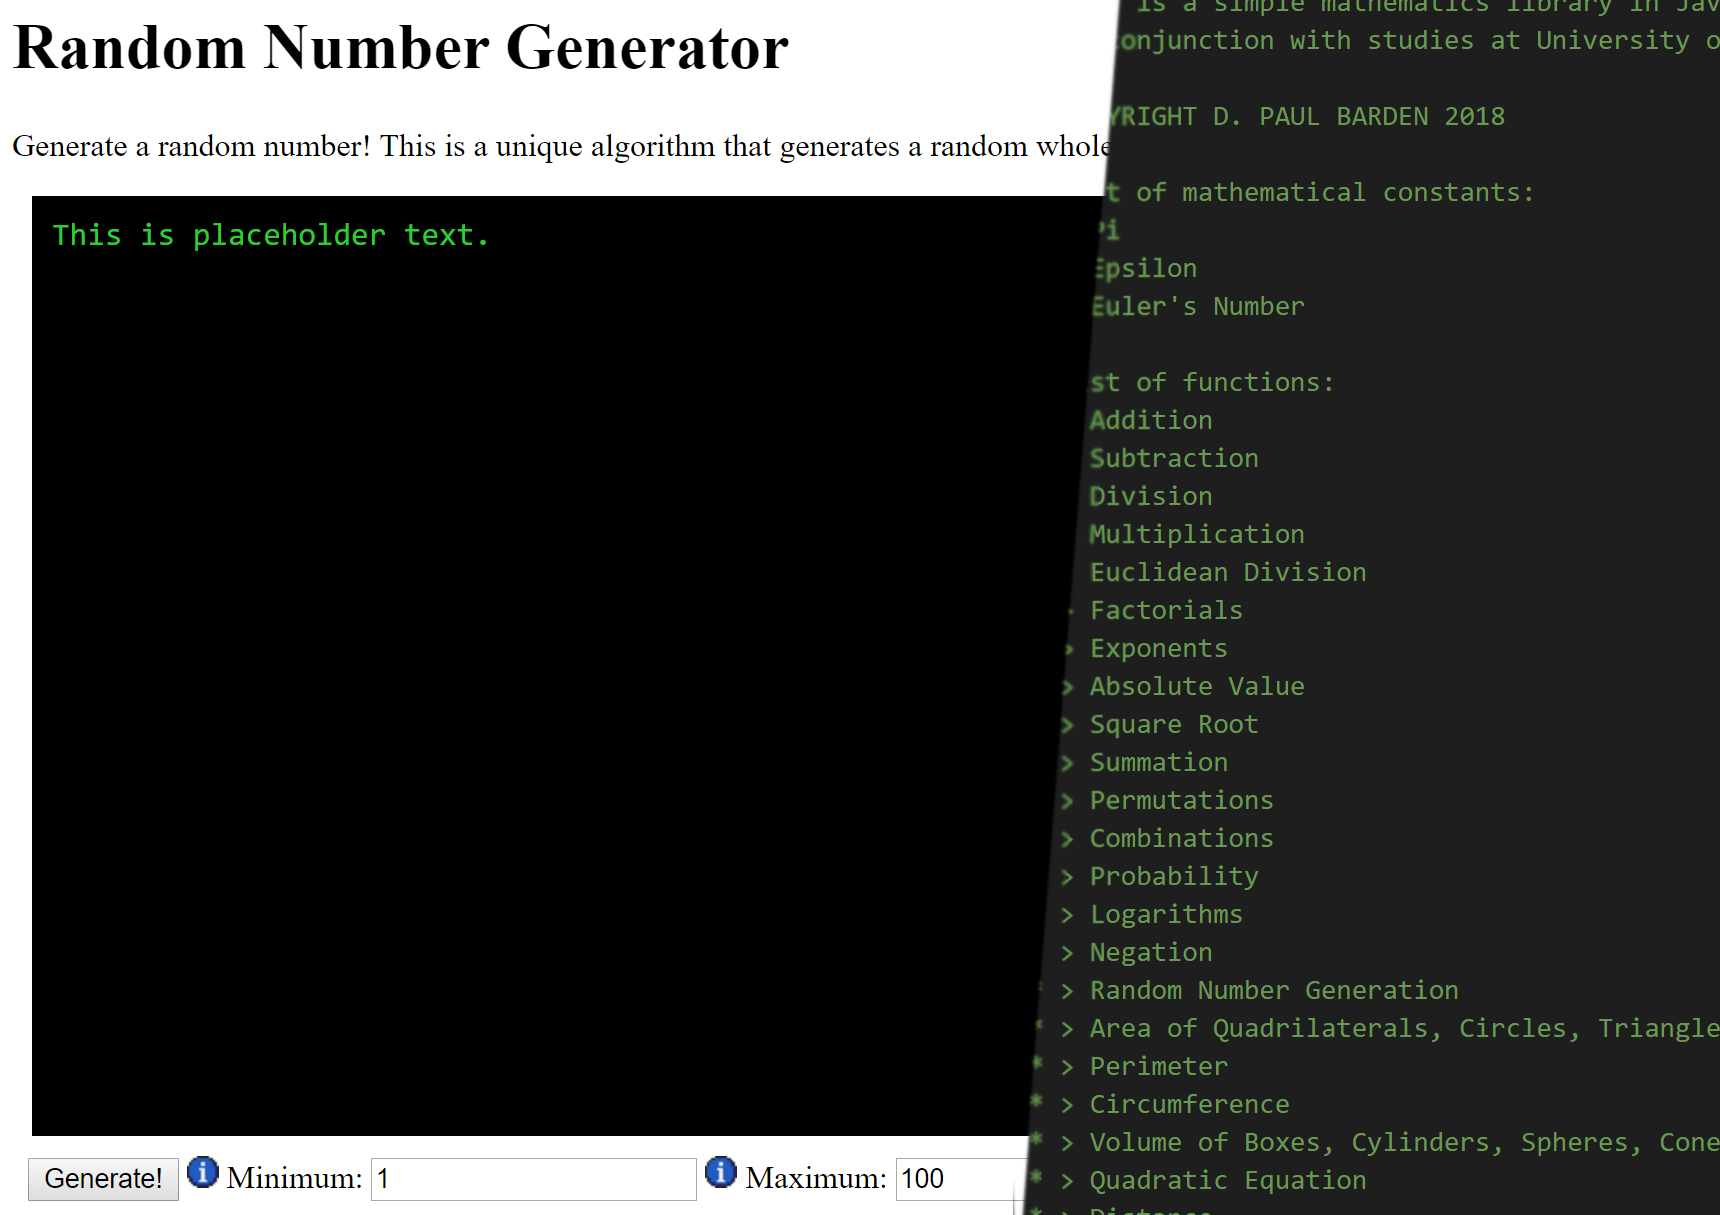 Random Number Generator
Generate a random number! This is a unique algorithm that generates a random whole
This is placeholder text.
Generate! Minimum: 1 Maximum: 100
is a simple mathematics library in Jav
onjunction with studies at University o
YRIGHT D. PAUL BARDEN 2018
t of mathematical constants:
Pi
Epsilon
Euler's Number
st of functions:
Addition
Subtraction
Division
Multiplication
Euclidean Division
Factorials
> Exponents
> Absolute Value
> Square Root
> Summation
> Permutations
> Combinations
> Probability
> Logarithms
> Negation
> Random Number Generation
* > Area of Quadrilaterals, Circles, Triangle
* > Perimeter
* > Circumference
* > Volume of Boxes, Cylinders, Spheres, Cone
* > Quadratic Equation
* > Distance